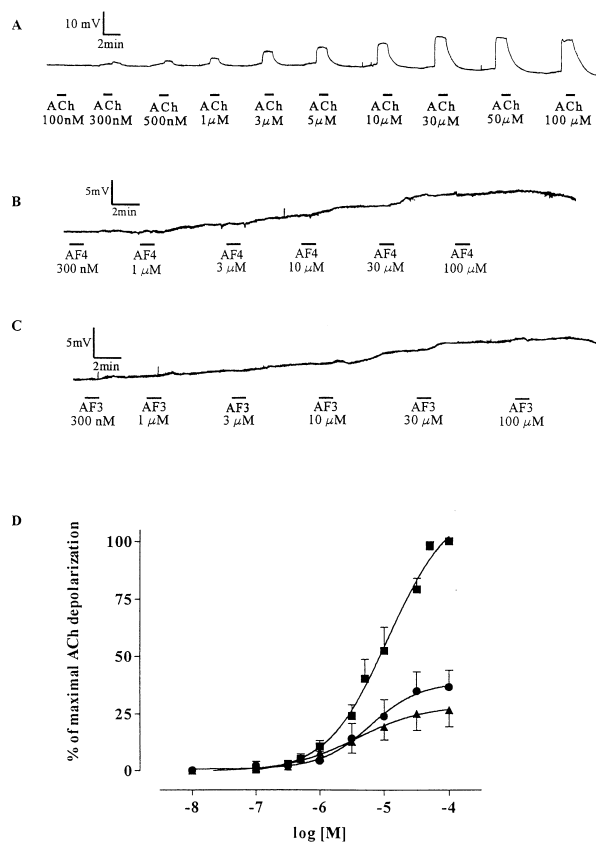 A
10 mV
2min
ACh ACh ACh ACh ACh ACh ACh ACh ACh ACh
100nM 300nM 500nM 1μM 3μM 5μM 10μM 30μM 50μM 100 μM
B
5mV
2min
AF4 AF4 AF4 AF4 AF4 AF4
300 nM 1 μM 3 μM 10 μM 30 μM 100 μM
C
5mV
2min
AF3 AF3 AF3 AF3 AF3 AF3
300 nM 1 μM 3 μM 10 μM 30 μM 100 μM
D
% of maximal ACh depolarization
100
75
50
25
0
-8 -7 -6 -5 -4
log [M]